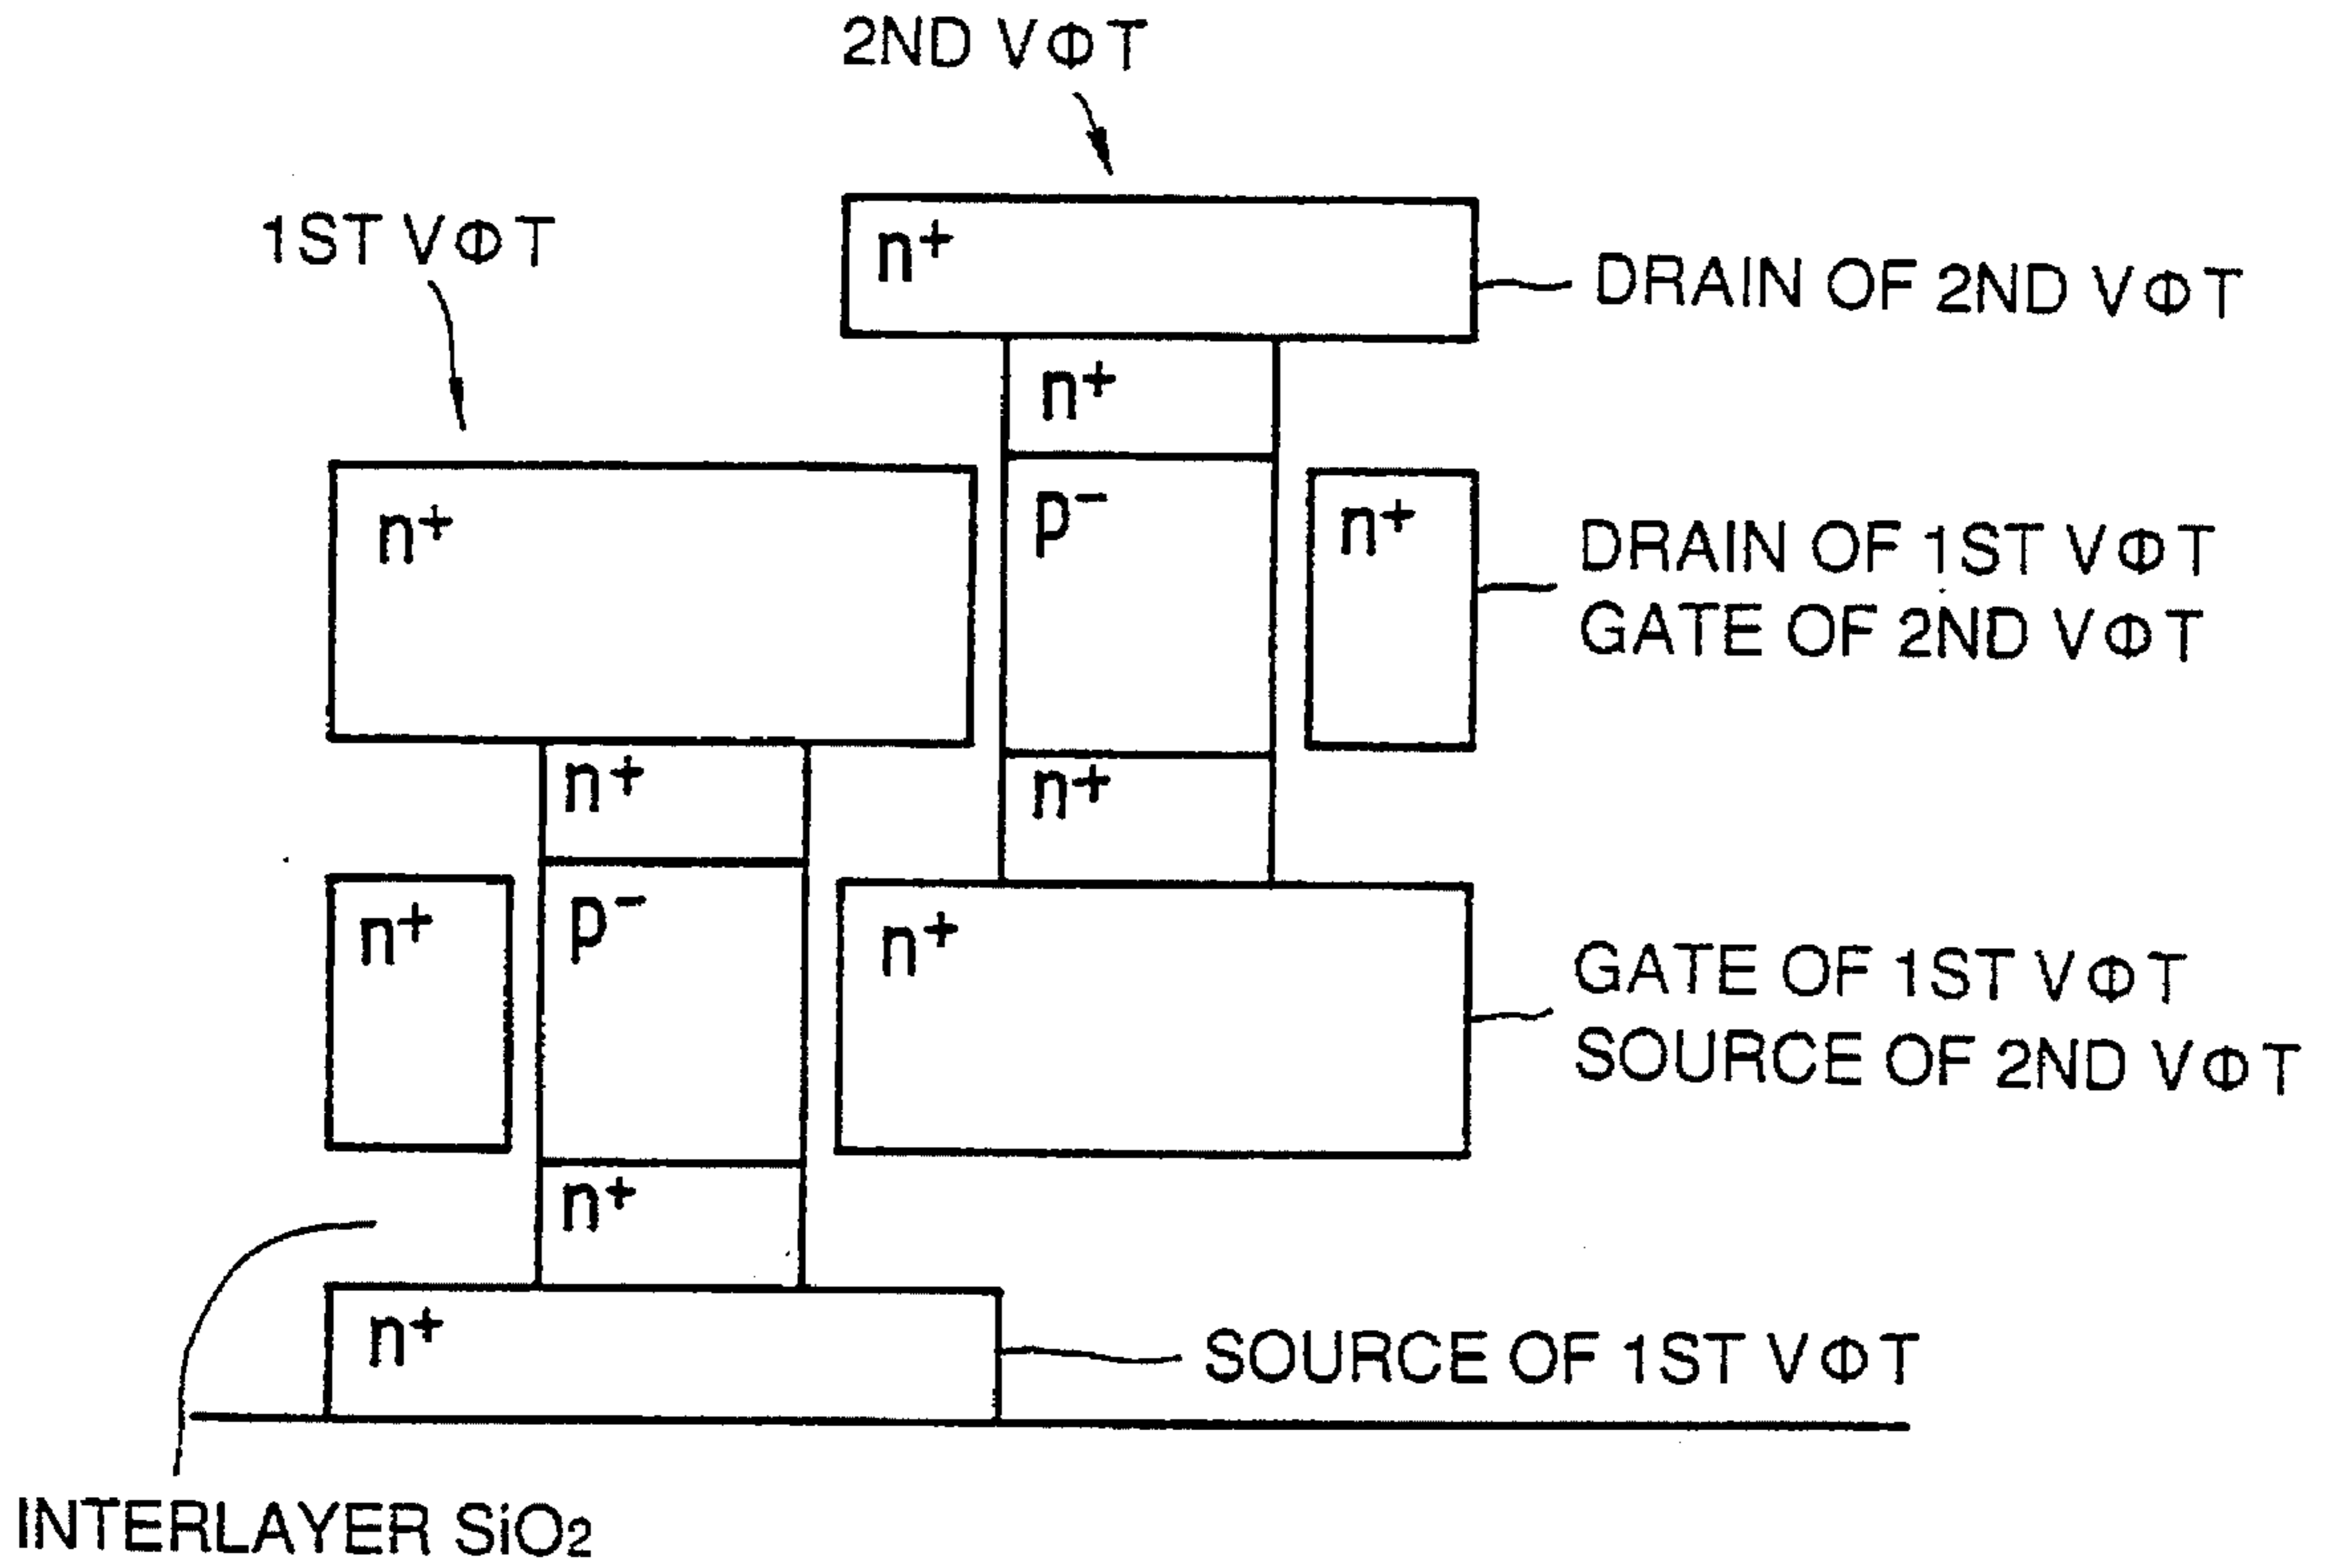 2ND VΦT
1ST VΦT
n+
DRAIN OF 2ND VΦT
n+
n+
p−
n+
DRAIN OF 1ST VΦT
GATE OF 2ND VΦT
n+
n+
n+
p−
n+
GATE OF 1ST VΦT
SOURCE OF 2ND VΦT
n+
n+
SOURCE OF 1ST VΦT
INTERLAYER SiO2